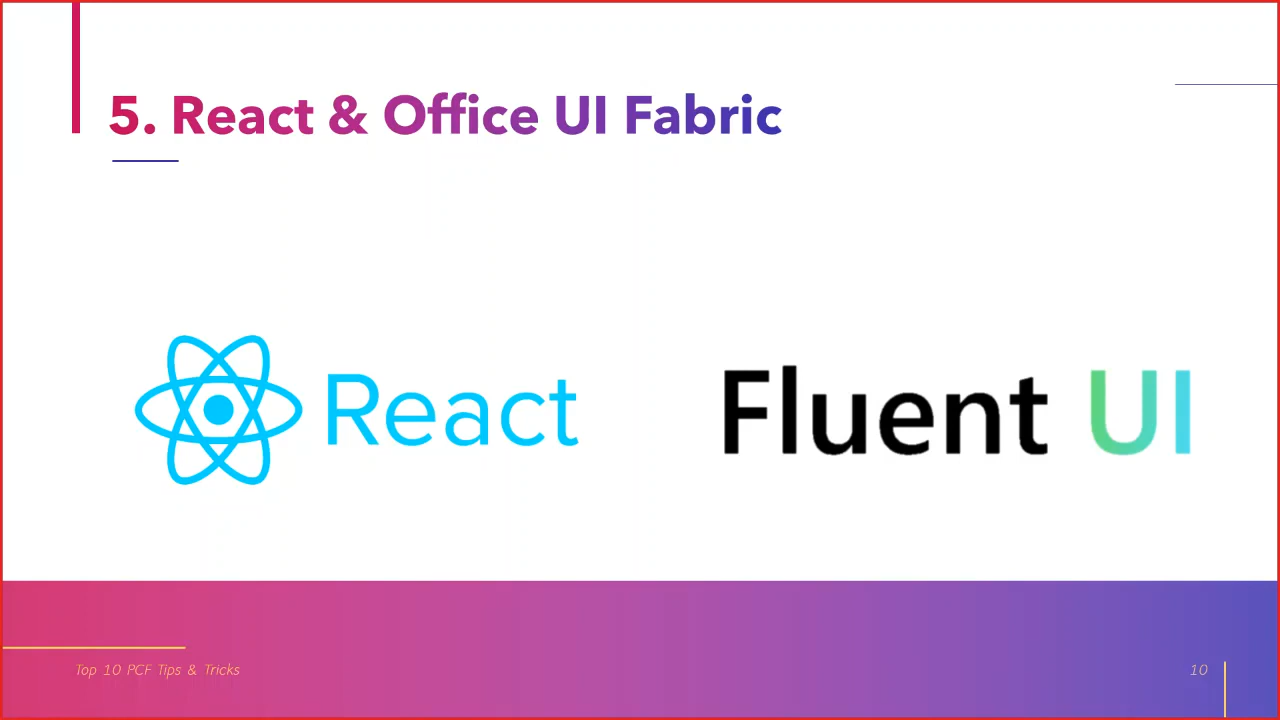 5. React & Office UI Fabric
React
Fluent UI
Top 10 PCF Tips & Tricks
10